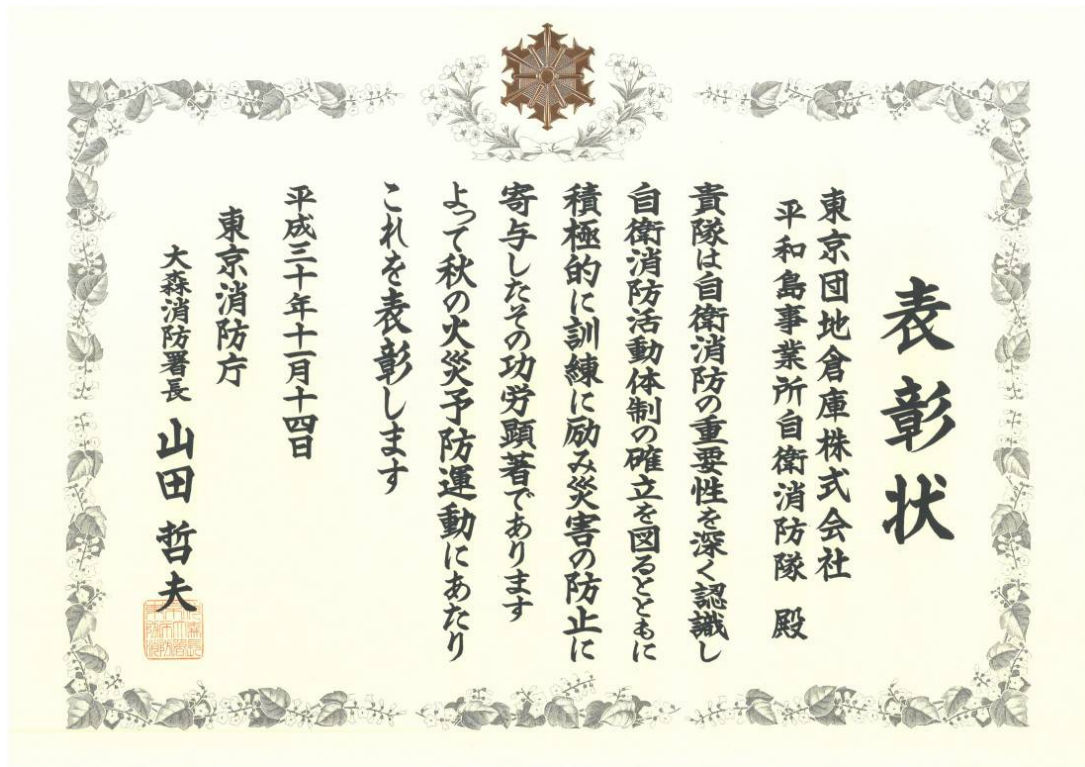 表彰状
東京団地倉庫株式会社
平和島事業所自衛消防隊 殿
貴隊は自衛消防の重要性を深く認識し
自衛消防活動体制の確立を図るとともに
積極的に訓練に励み災害の防止に
寄与したその功労顕著であります
よって秋の火災予防運動にあたり
これを表彰します
平成三十年十一月十四日
東京消防庁
大森消防署長 山田 哲夫